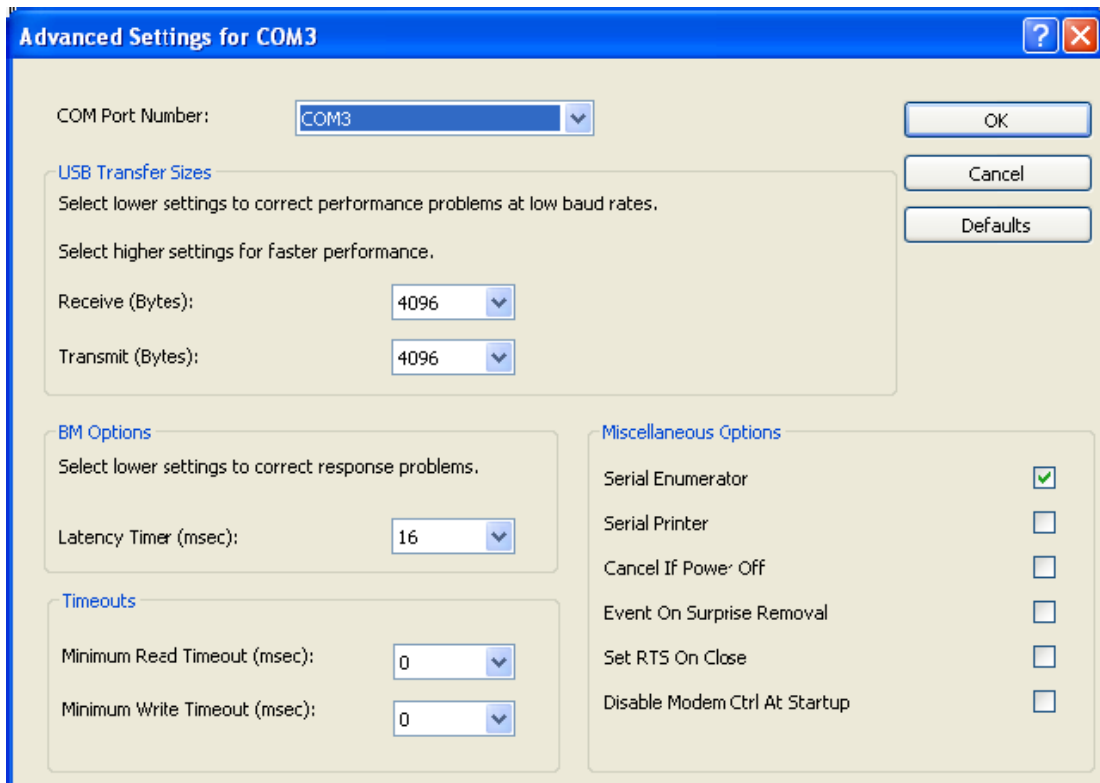 Advanced Settings for COM3
COM Port Number:
COM3
OK
Cancel
Defaults
USB Transfer Sizes
Select lower settings to correct performance problems at low baud rates.
Select higher settings for faster performance.
Receive (Bytes):
4096
Transmit (Bytes):
4096
BM Options
Select lower settings to correct response problems.
Latency Timer (msec):
16
Timeouts
Minimum Read Timeout (msec):
0
Minimum Write Timeout (msec):
0
Miscellaneous Options
Serial Enumerator
Serial Printer
Cancel If Power Off
Event On Surprise Removal
Set RTS On Close
Disable Modem Ctrl At Startup